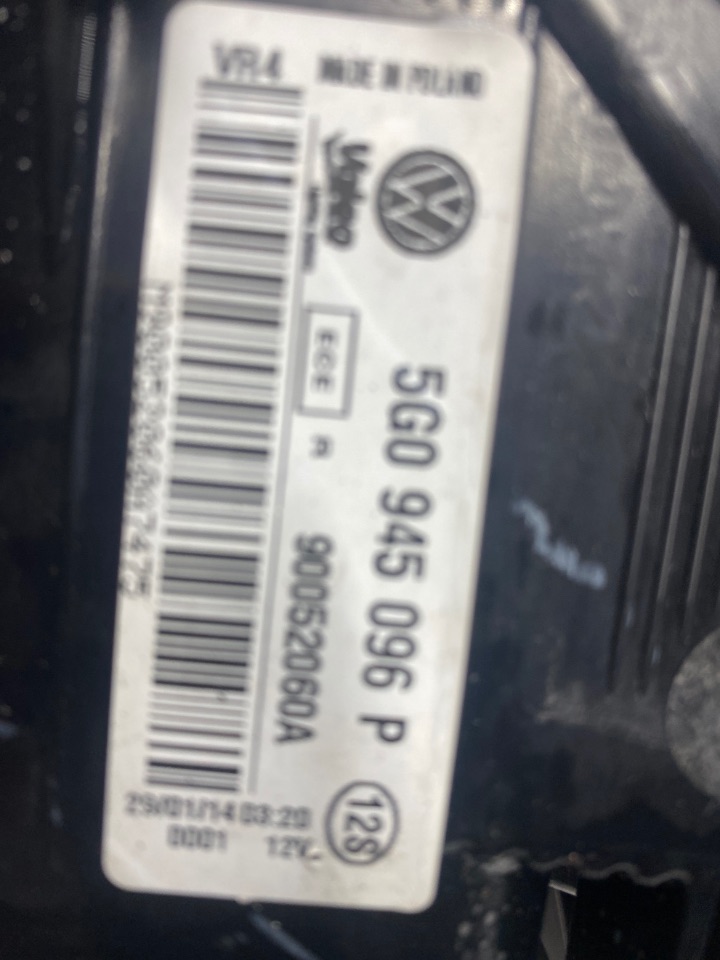 VR4
MADE IN POLAND
Valeo
ECE
R
5G0 945 096 P
90052060A
12S
29/01/14 03:20
0001 12V